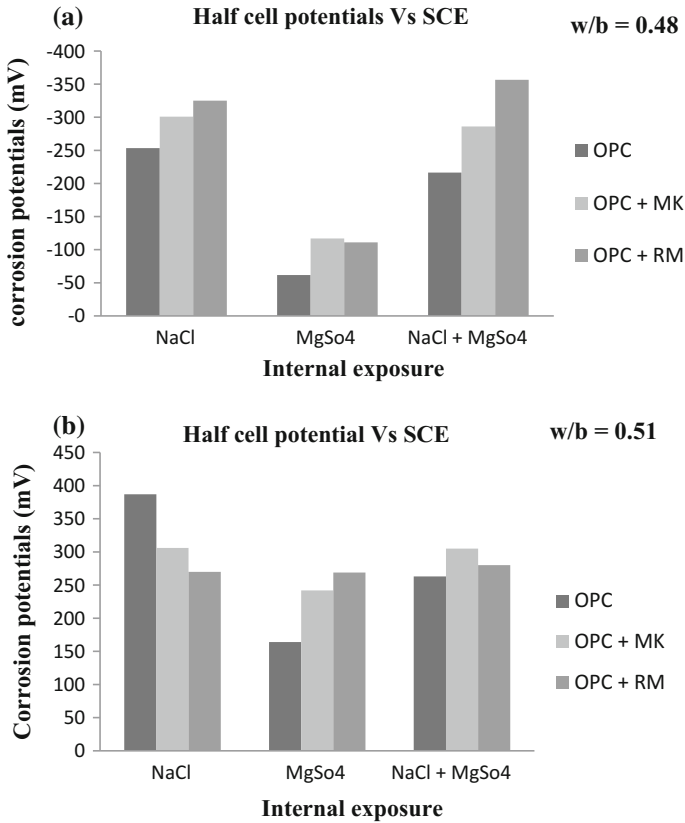 (a)
Half cell potentials Vs SCE
w/b = 0.48
corrosion potentials (mV)
-400
-350
-300
-250
-200
-150
-100
-50
-0
NaCl
MgSo4
NaCl + MgSo4
Internal exposure
OPC
OPC + MK
OPC + RM
(b)
Half cell potential Vs SCE
w/b = 0.51
Corrosion potentials (mV)
450
400
350
300
250
200
150
100
50
0
NaCl
MgSo4
NaCl + MgSo4
Internal exposure
OPC
OPC + MK
OPC + RM